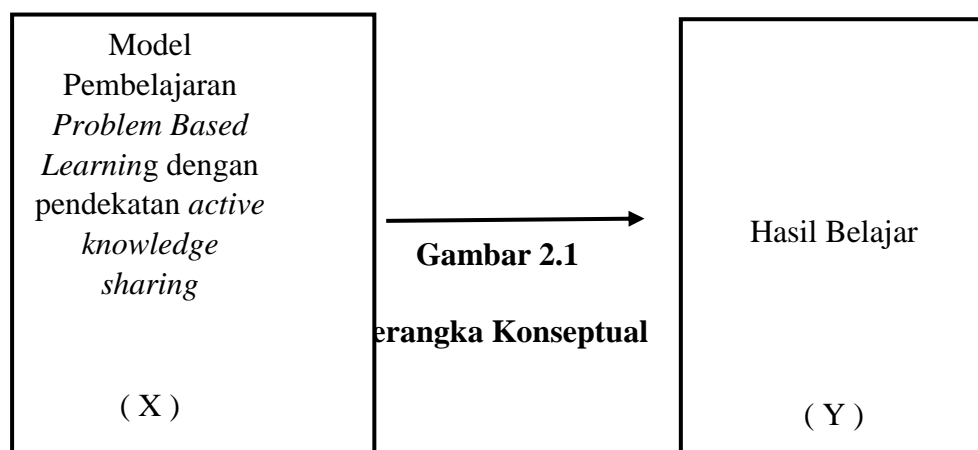 Model
Pembelajaran
Problem Based
Learning dengan
pendekatan active
knowledge
sharing
( X )
Gambar 2.1
erangka Konseptual
Hasil Belajar
( Y )